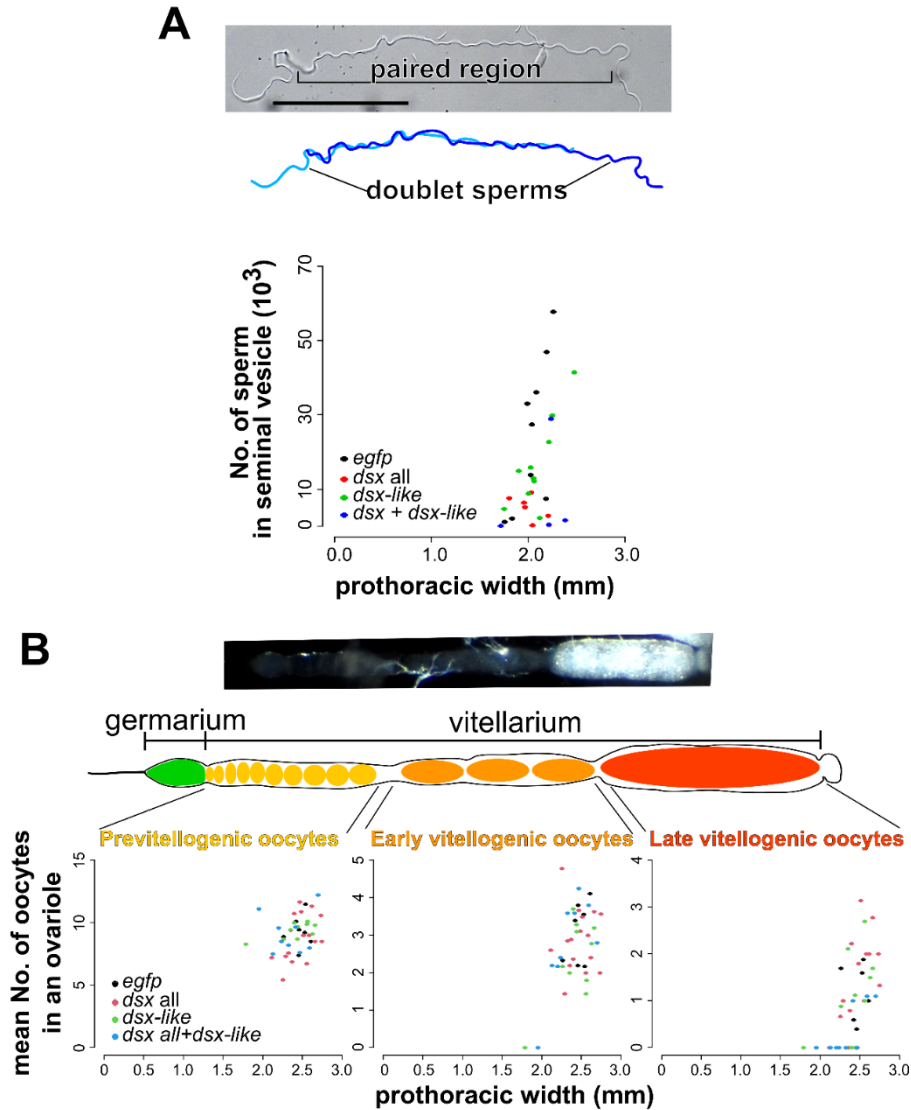 A
paired region
doublet sperms
No. of sperm
in seminal vesicle (10³)
70
50
30
10
0
egfp
dsx all
dsx-like
dsx + dsx-like
0.0 1.0 2.0 3.0
prothoracic width (mm)
B
germarium vitellarium
Previtellogenic oocytes Early vitellogenic oocytes Late vitellogenic oocytes
mean No. of oocytes
in an ovariole
15
10
5
0
egfp
dsx all
dsx-like
dsx all+dsx-like
0.0 0.5 1.0 1.5 2.0 2.5 3.0
5
4
3
2
1
0
0.0 0.5 1.0 1.5 2.0 2.5 3.0
4
3
2
1
0
0.0 0.5 1.0 1.5 2.0 2.5 3.0
prothoracic width (mm)